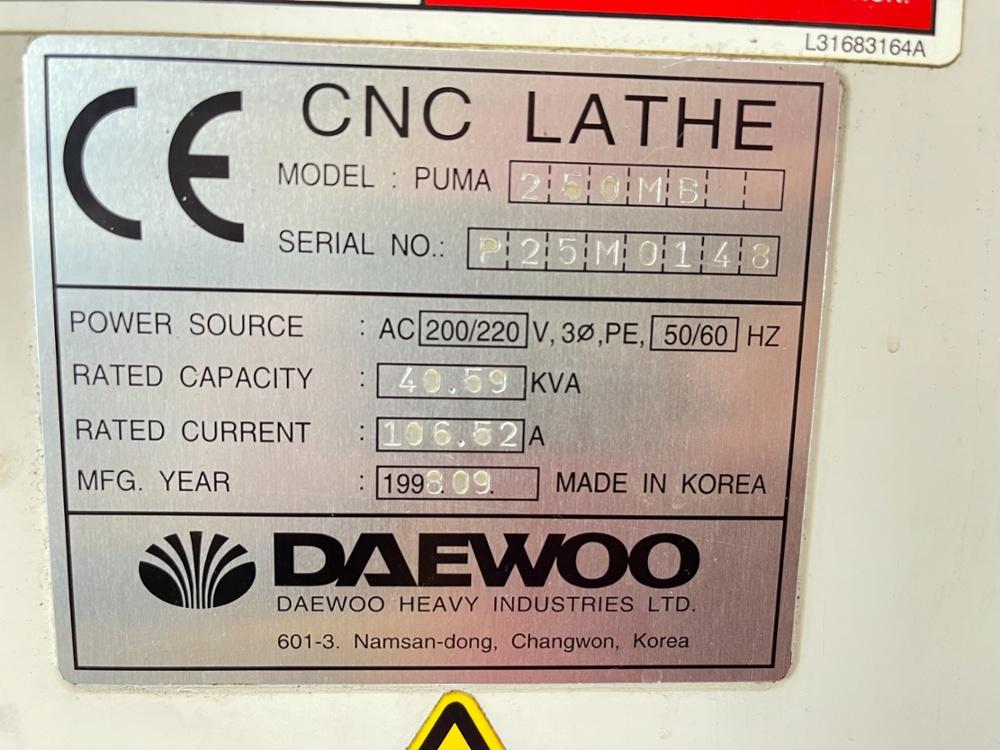 L31683164A
CE CNC LATHE
MODEL : PUMA 250MB
SERIAL NO.: P25M0148
POWER SOURCE : AC 200/220 V, 3Ø, PE, 50/60 HZ
RATED CAPACITY : 40.59 KVA
RATED CURRENT : 106.52 A
MFG. YEAR : 1998.09. MADE IN KOREA
DAEWOO
DAEWOO HEAVY INDUSTRIES LTD.
601-3. Namsan-dong, Changwon, Korea